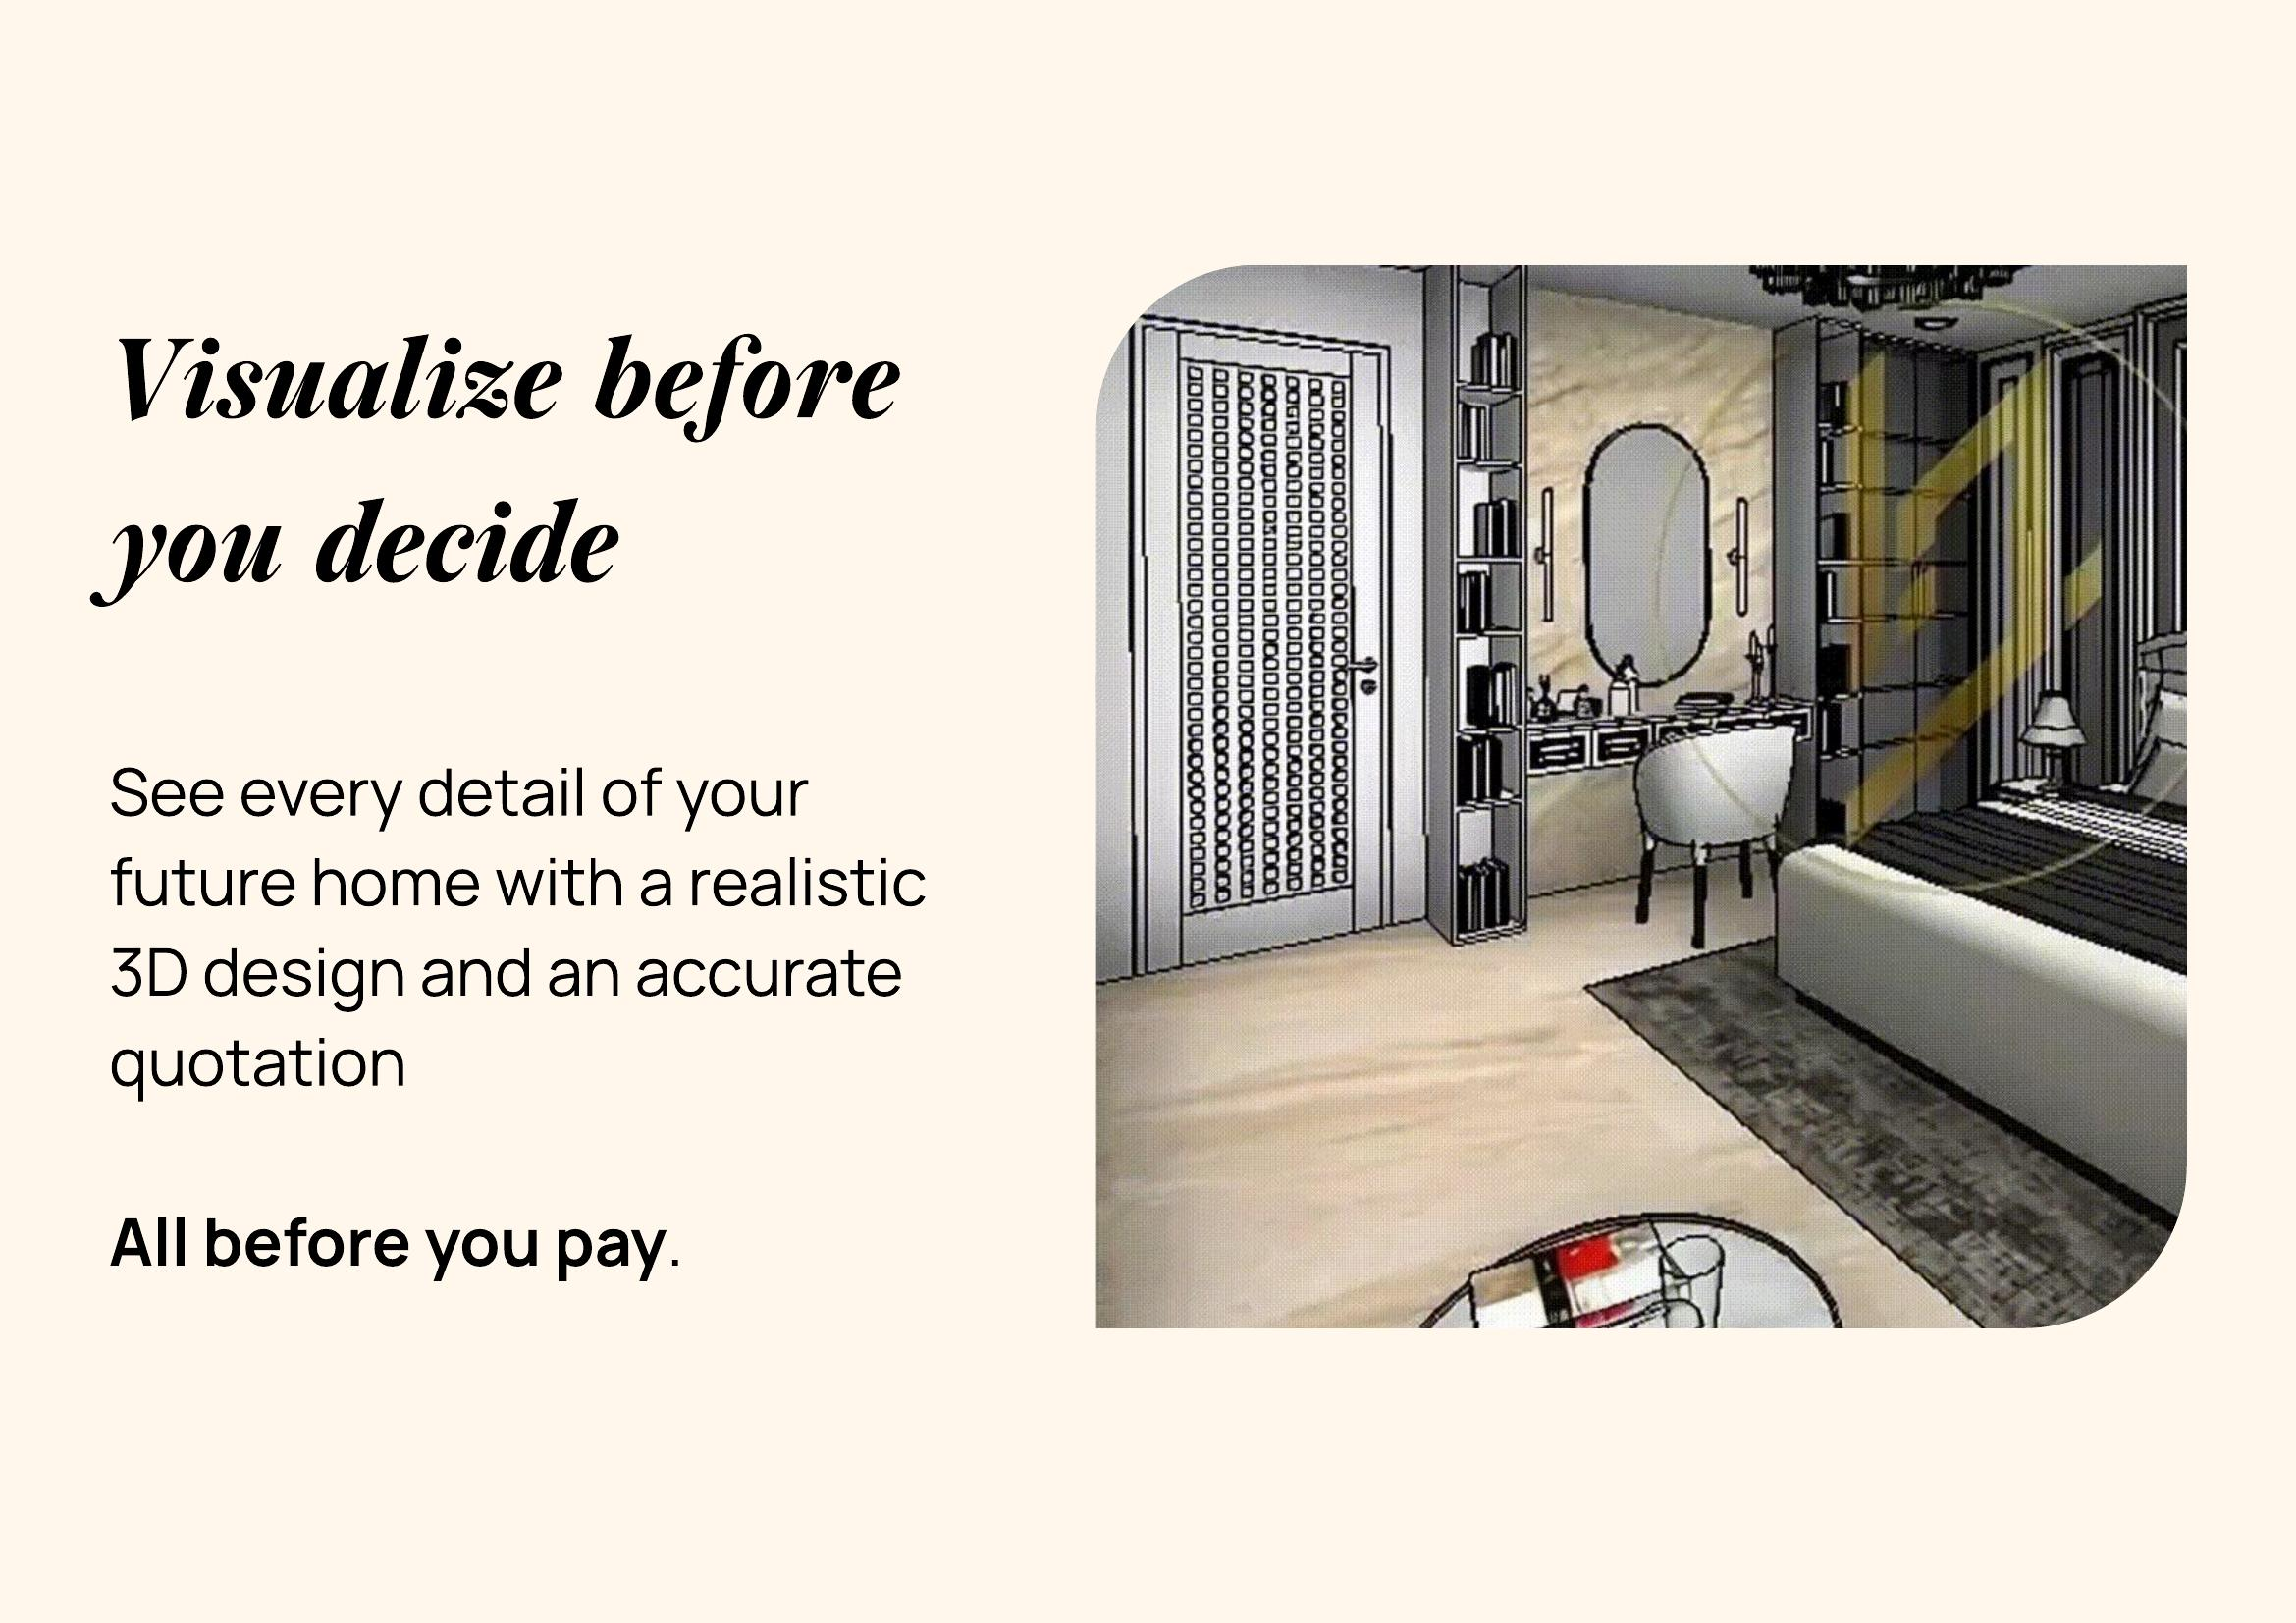 Visualize before
you decide
See every detail of your
future home with a realistic
3D design and an accurate
quotation
All before you pay.